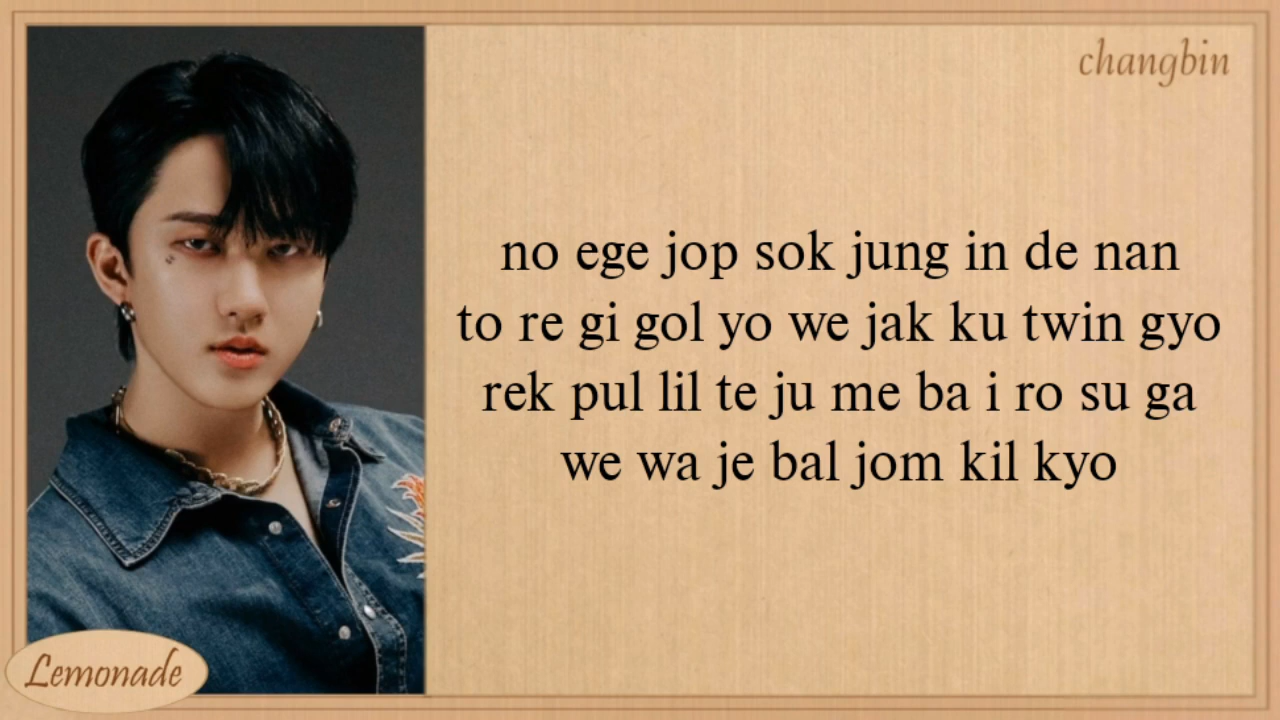 changbin
no ege jop sok jung in de nan
to re gi gol yo we jak ku twin gyo
rek pul lil te ju me ba i ro su ga
we wa je bal jom kil kyo
Lemonade